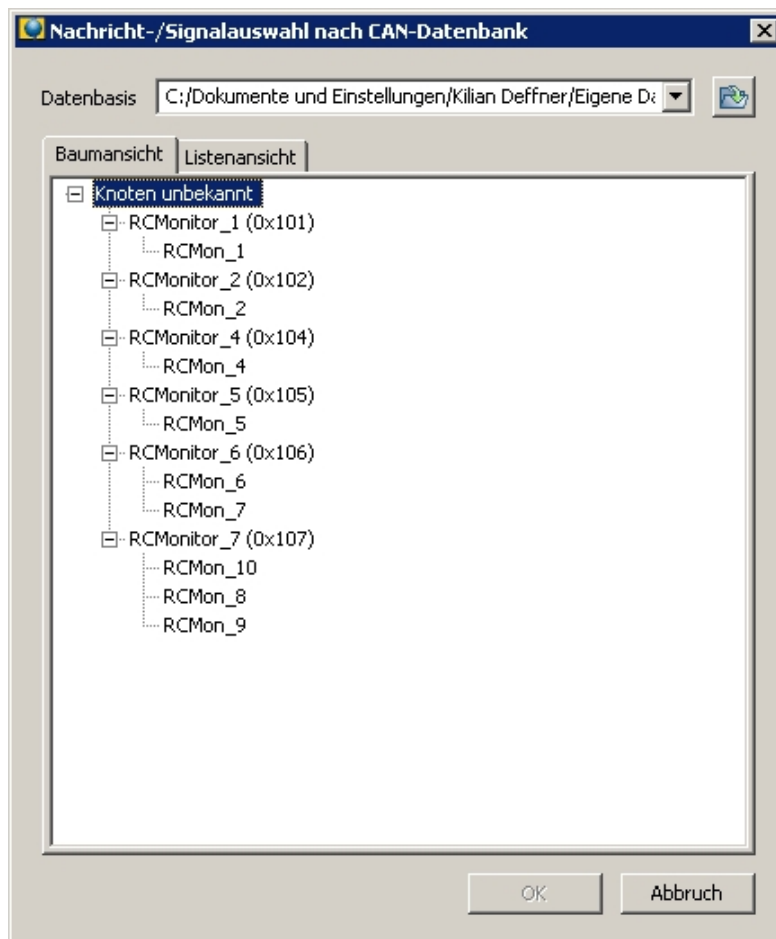 Nachricht-/Signalauswahl nach CAN-Datenbank
Datenbasis C:/Dokumente und Einstellungen/Kilian Deffner/Eigene
Baumansicht Listenansicht
Knoten unbekannt
RCMonitor_1 (0x101)
RCMon_1
RCMonitor_2 (0x102)
RCMon_2
RCMonitor_4 (0x104)
RCMon_4
RCMonitor_5 (0x105)
RCMon_5
RCMonitor_6 (0x106)
RCMon_6
RCMon_7
RCMonitor_7 (0x107)
RCMon_10
RCMon_8
RCMon_9
OK Abbruch